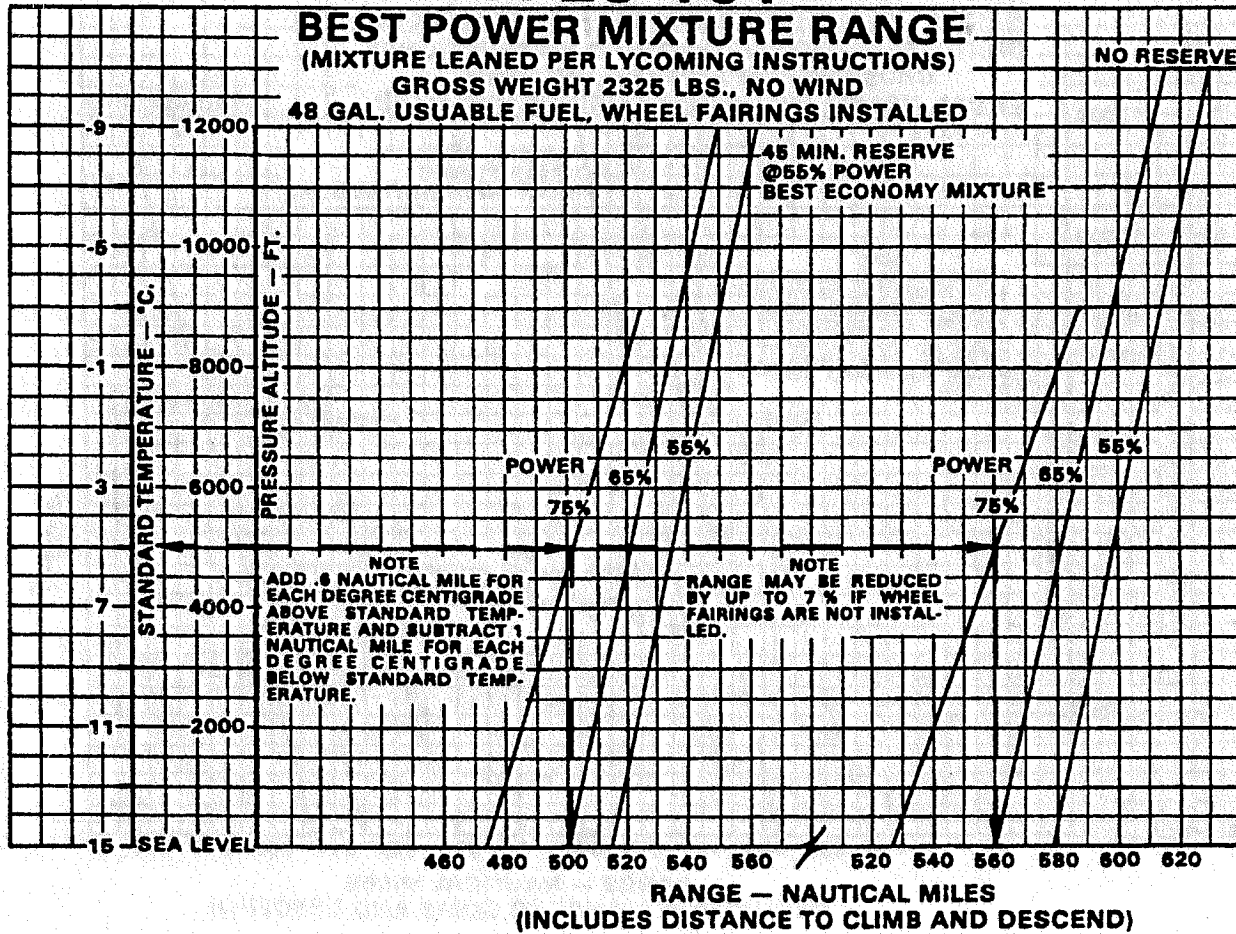 BEST POWER MIXTURE RANGE
(MIXTURE LEANED PER LYCOMING INSTRUCTIONS)
GROSS WEIGHT 2325 LBS., NO WIND
48 GAL. USUABLE FUEL, WHEEL FAIRINGS INSTALLED
NO RESERVE
45 MIN. RESERVE
@55% POWER
BEST ECONOMY MIXTURE
STANDARD TEMPERATURE — °C.
-9
-5
-1
3
7
11
15
PRESSURE ALTITUDE — FT.
12000
10000
8000
6000
4000
2000
SEA LEVEL
POWER
75%
65%
55%
POWER
75%
65%
55%
NOTE
ADD .6 NAUTICAL MILE FOR
EACH DEGREE CENTIGRADE
ABOVE STANDARD TEMP-
ERATURE AND SUBTRACT 1
NAUTICAL MILE FOR EACH
DEGREE CENTIGRADE
BELOW STANDARD TEMP-
ERATURE.
NOTE
RANGE MAY BE REDUCED
BY UP TO 7 % IF WHEEL
FAIRINGS ARE NOT INSTAL-
LED.
460 480 500 520 540 560 520 540 560 580 600 620
RANGE — NAUTICAL MILES
(INCLUDES DISTANCE TO CLIMB AND DESCEND)